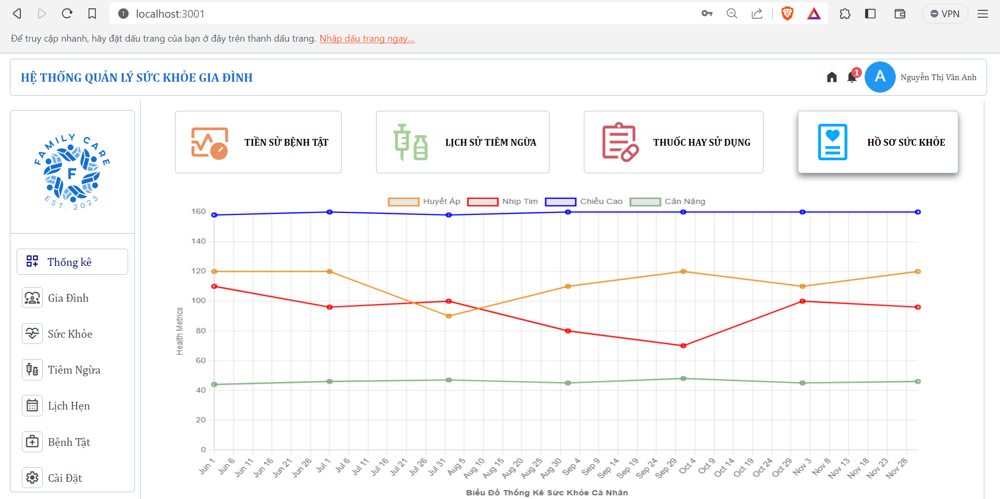 localhost:3001
VPN
Để truy cập nhanh, hãy đặt dấu trang của bạn ở đây trên thanh dấu trang. Nhập dấu trang ngay...
HỆ THỐNG QUẢN LÝ SỨC KHỎE GIA ĐÌNH
1
A
Nguyễn Thị Vân Anh
FAMILY CARE
F
EST. 2023
TIỀN SỬ BỆNH TẬT
LỊCH SỬ TIÊM NGỪA
THUỐC HAY SỬ DỤNG
HỒ SƠ SỨC KHỎE
Thống kê
Gia Đình
Sức Khỏe
Tiêm Ngừa
Lịch Hẹn
Bệnh Tật
Cài Đặt
Huyết Áp
Nhịp Tim
Chiều Cao
Cân Nặng
160
140
120
100
80
60
40
20
0
Health Metrics
Jun 1
Jun 6
Jun 11
Jun 16
Jun 21
Jun 26
Jul 1
Jul 6
Jul 11
Jul 16
Jul 21
Jul 26
Jul 31
Aug 5
Aug 10
Aug 15
Aug 20
Aug 25
Aug 30
Sep 4
Sep 9
Sep 14
Sep 19
Sep 24
Sep 29
Oct 4
Oct 9
Oct 14
Oct 19
Oct 24
Oct 29
Nov 3
Nov 8
Nov 13
Nov 18
Nov 23
Nov 28
Biểu Đồ Thống Kê Sức Khỏe Cá Nhân